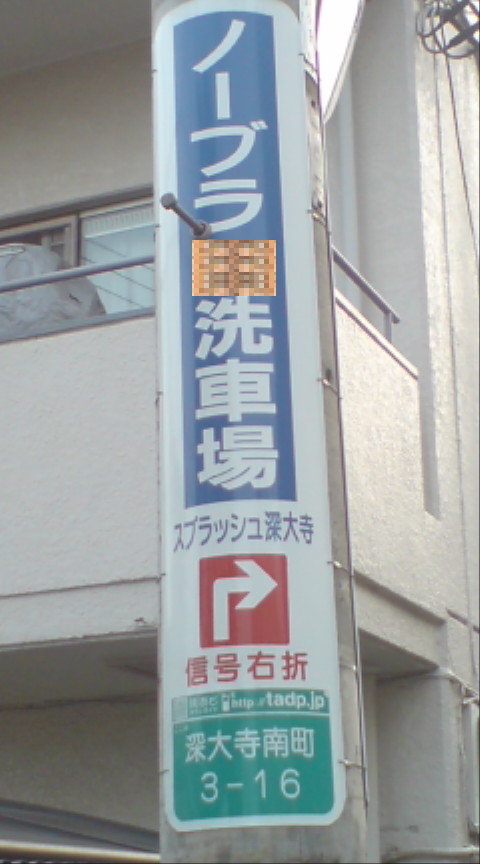 ノーブラ
洗車場
スプラッシュ深大寺
信号右折
http://tadp.jp
深大寺南町
3-16